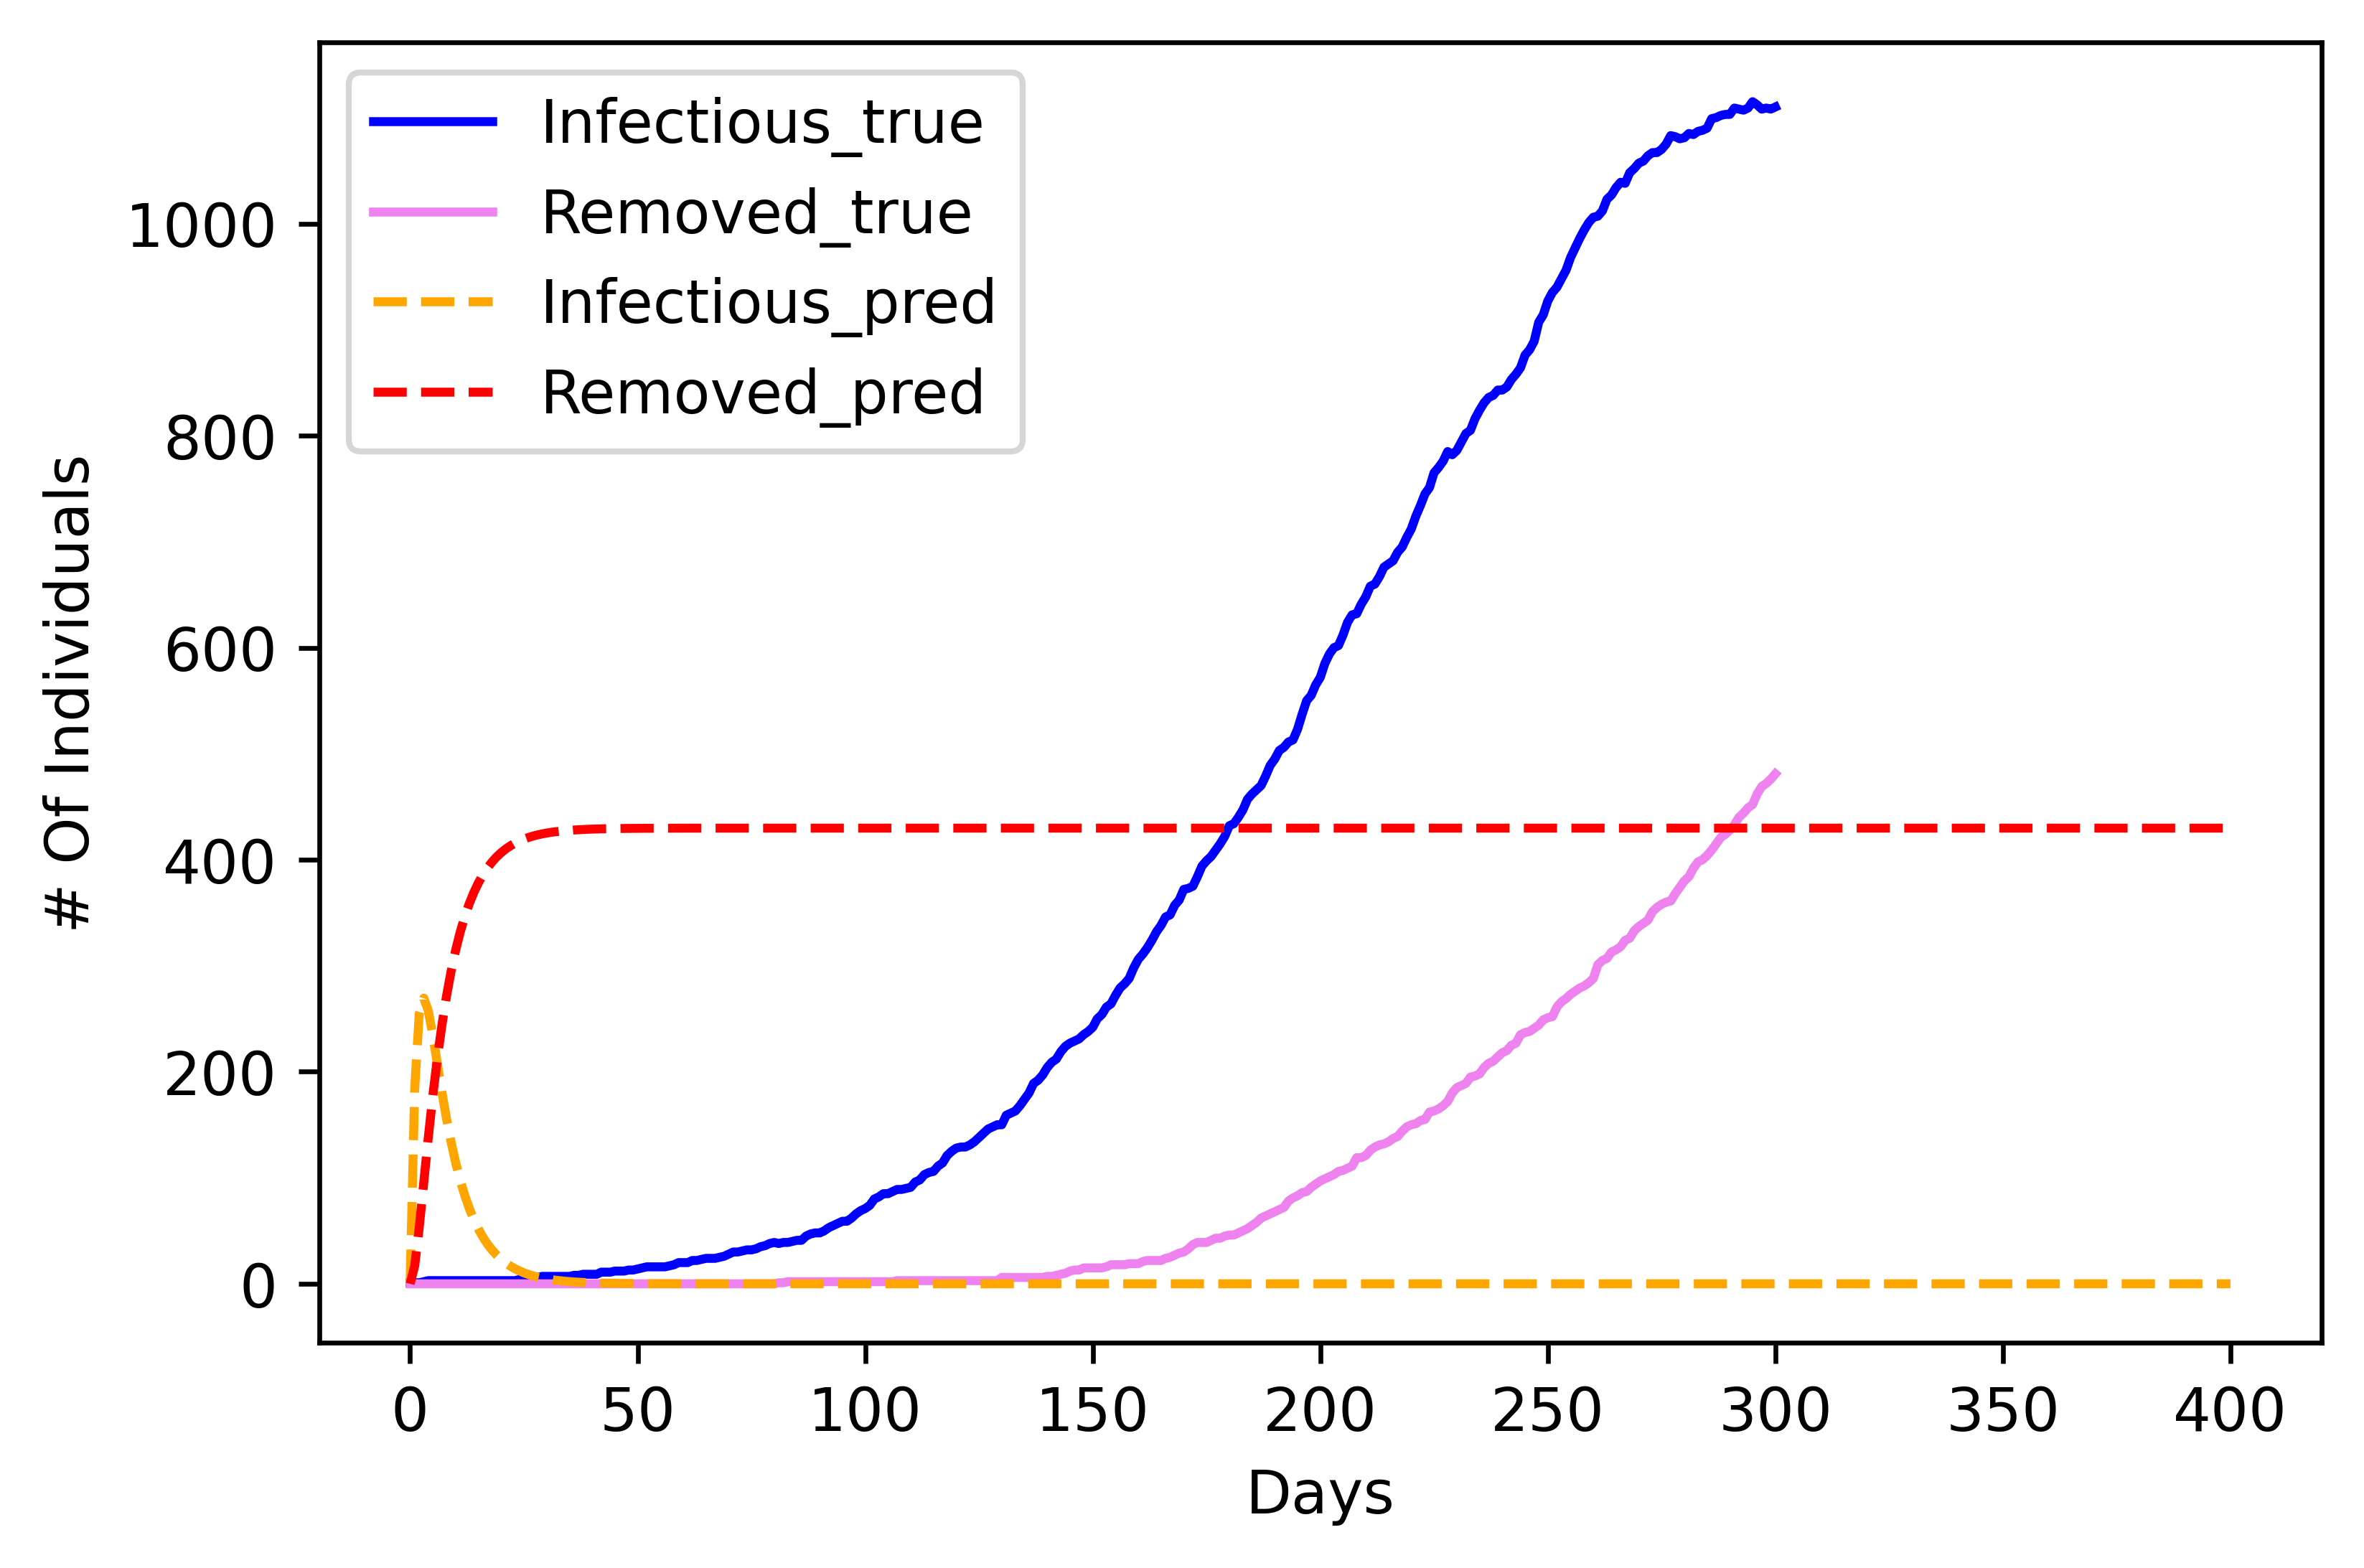 Infectious_true
Removed_true
Infectious_pred
Removed_pred
# Of Individuals
1000
800
600
400
200
0
0 50 100 150 200 250 300 350 400
Days